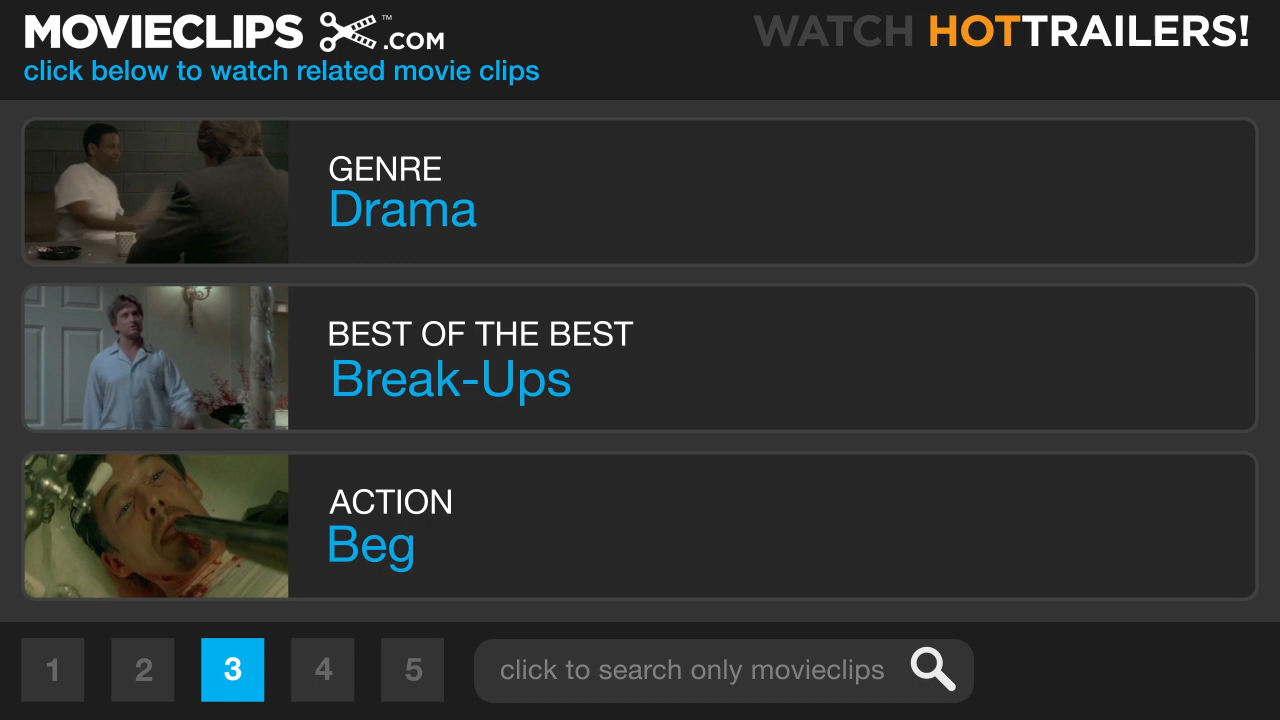 MOVIECLIPS ™ .COM
WATCH HOTTRAILERS!
click below to watch related movie clips
GENRE
Drama
BEST OF THE BEST
Break-Ups
ACTION
Beg
1 2 3 4 5 click to search only movieclips